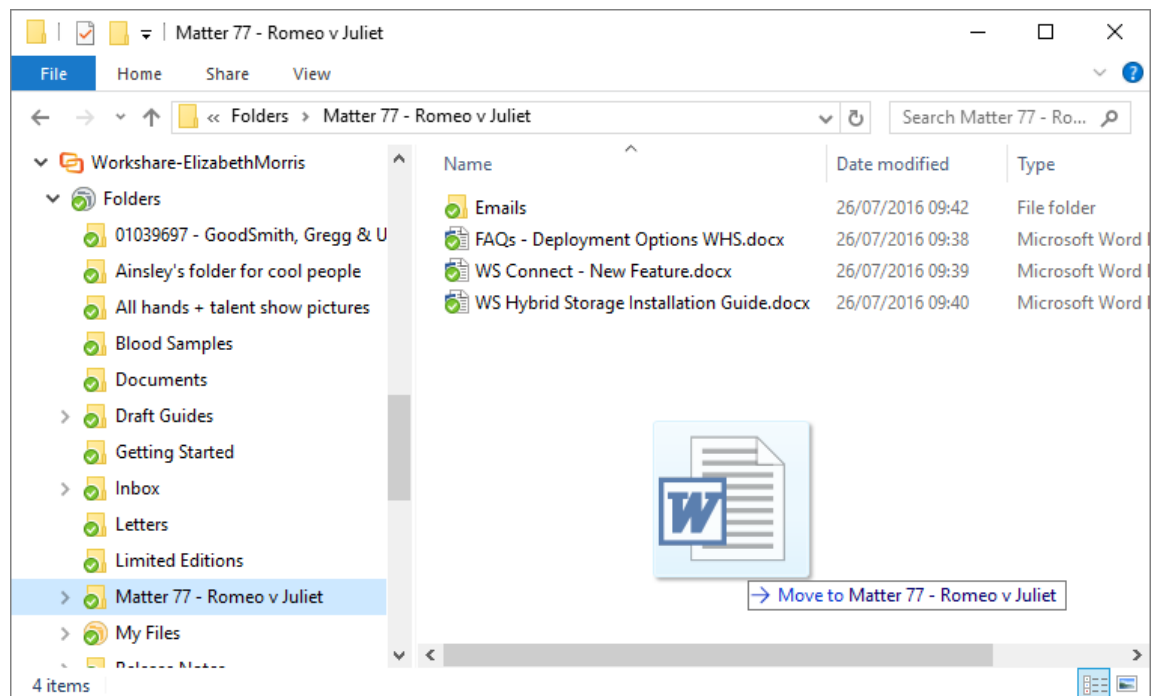 Matter 77 - Romeo v Juliet
File Home Share View
« Folders > Matter 77 - Romeo v Juliet Search Matter 77 - Ro...
Workshare-ElizabethMorris
Folders
01039697 - GoodSmith, Gregg & U
Ainsley's folder for cool people
All hands + talent show pictures
Blood Samples
Documents
Draft Guides
Getting Started
Inbox
Letters
Limited Editions
Matter 77 - Romeo v Juliet
My Files
Release Notes
Name Date modified Type
Emails 26/07/2016 09:42 File folder
FAQs - Deployment Options WHS.docx 26/07/2016 09:38 Microsoft Word
WS Connect - New Feature.docx 26/07/2016 09:39 Microsoft Word
WS Hybrid Storage Installation Guide.docx 26/07/2016 09:40 Microsoft Word
W
→ Move to Matter 77 - Romeo v Juliet
4 items